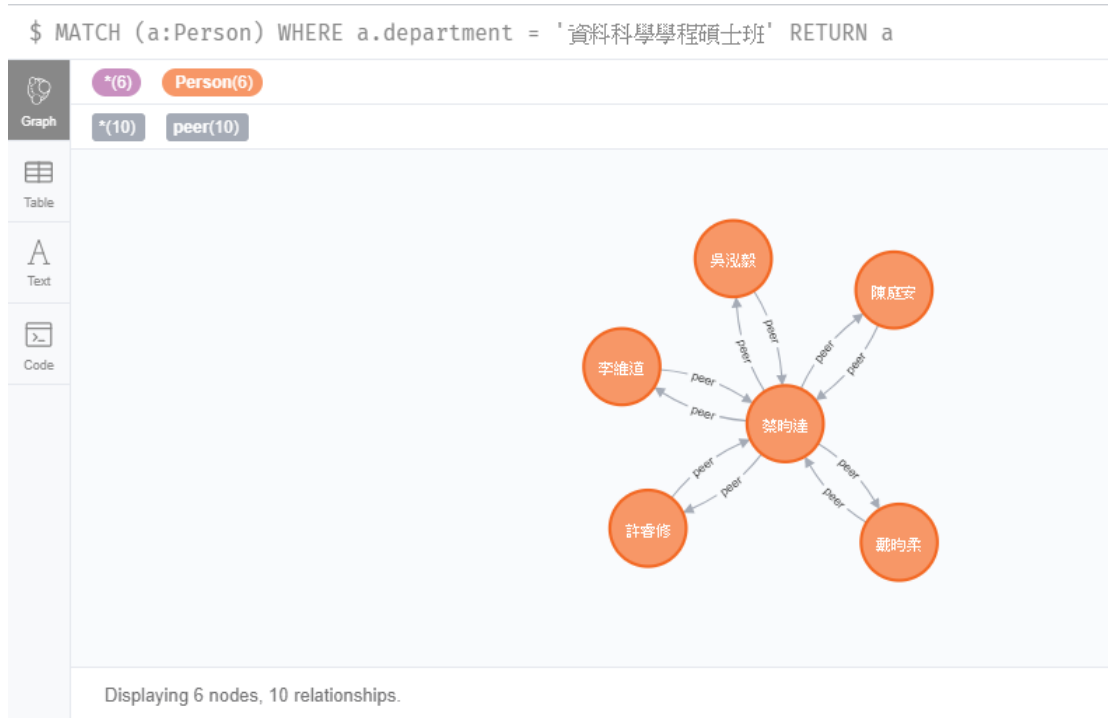 $ MATCH (a:Person) WHERE a.department = '資料科學學程碩士班' RETURN a
*(6) Person(6)
Graph
*(10) peer(10)
Table
A
Text
Code
吳泓毅
陳庭安
李維道
蔡昀達
許睿修
戴昀柔
peer
peer
peer
peer
peer
peer
peer
peer
peer
peer
Displaying 6 nodes, 10 relationships.